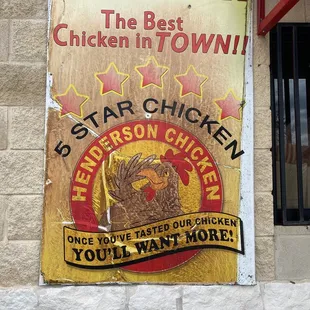 The Best
Chicken in TOWN!!
5 STAR CHICKEN
HENDERSON CHICKEN
ONCE YOU'VE TASTED OUR CHICKEN
YOU'LL WANT MORE!